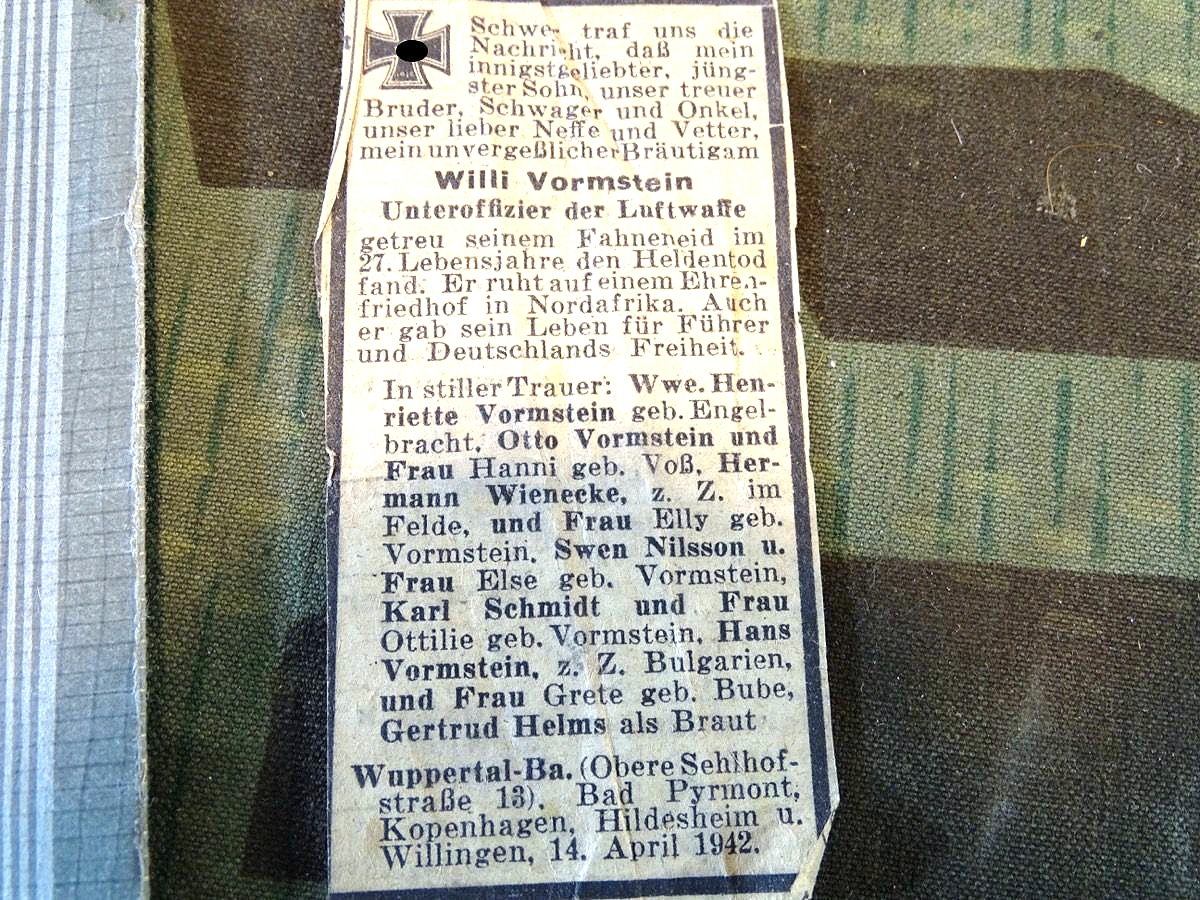 Schwer traf uns die
Nachricht, daß mein
innigstgeliebter, jüng-
ster Sohn, unser treuer
Bruder, Schwager und Onkel,
unser lieber Neffe und Vetter,
mein unvergeßlicher Bräutigam
Willi Vormstein
Unteroffizier der Luftwaffe
getreu seinem Fahneneid im
27. Lebensjahre den Heldentod
fand. Er ruht auf einem Ehren-
friedhof in Nordafrika. Auch
er gab sein Leben für Führer
und Deutschlands Freiheit.
In stiller Trauer: Wwe. Hen-
riette Vormstein geb. Engel-
bracht, Otto Vormstein und
Frau Hanni geb. Voß, Her-
mann Wienecke, z. Z. im
Felde, und Frau Elly geb.
Vormstein, Swen Nilsson u.
Frau Else geb. Vormstein,
Karl Schmidt und Frau
Ottilie geb. Vormstein, Hans
Vormstein, z. Z. Bulgarien,
und Frau Grete geb. Bube,
Gertrud Helms als Braut
Wuppertal-Ba. (Obere Sehlhof-
straße 13), Bad Pyrmont,
Kopenhagen, Hildesheim u.
Willingen, 14. April 1942.